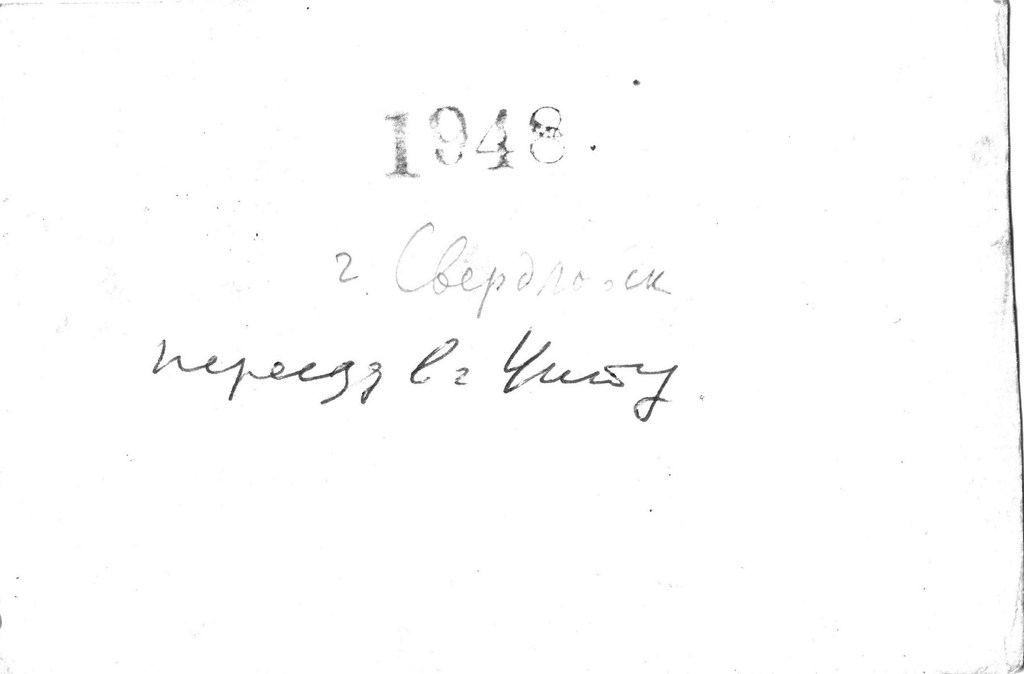 1948
г. Свердловск
переезд в г Читу.